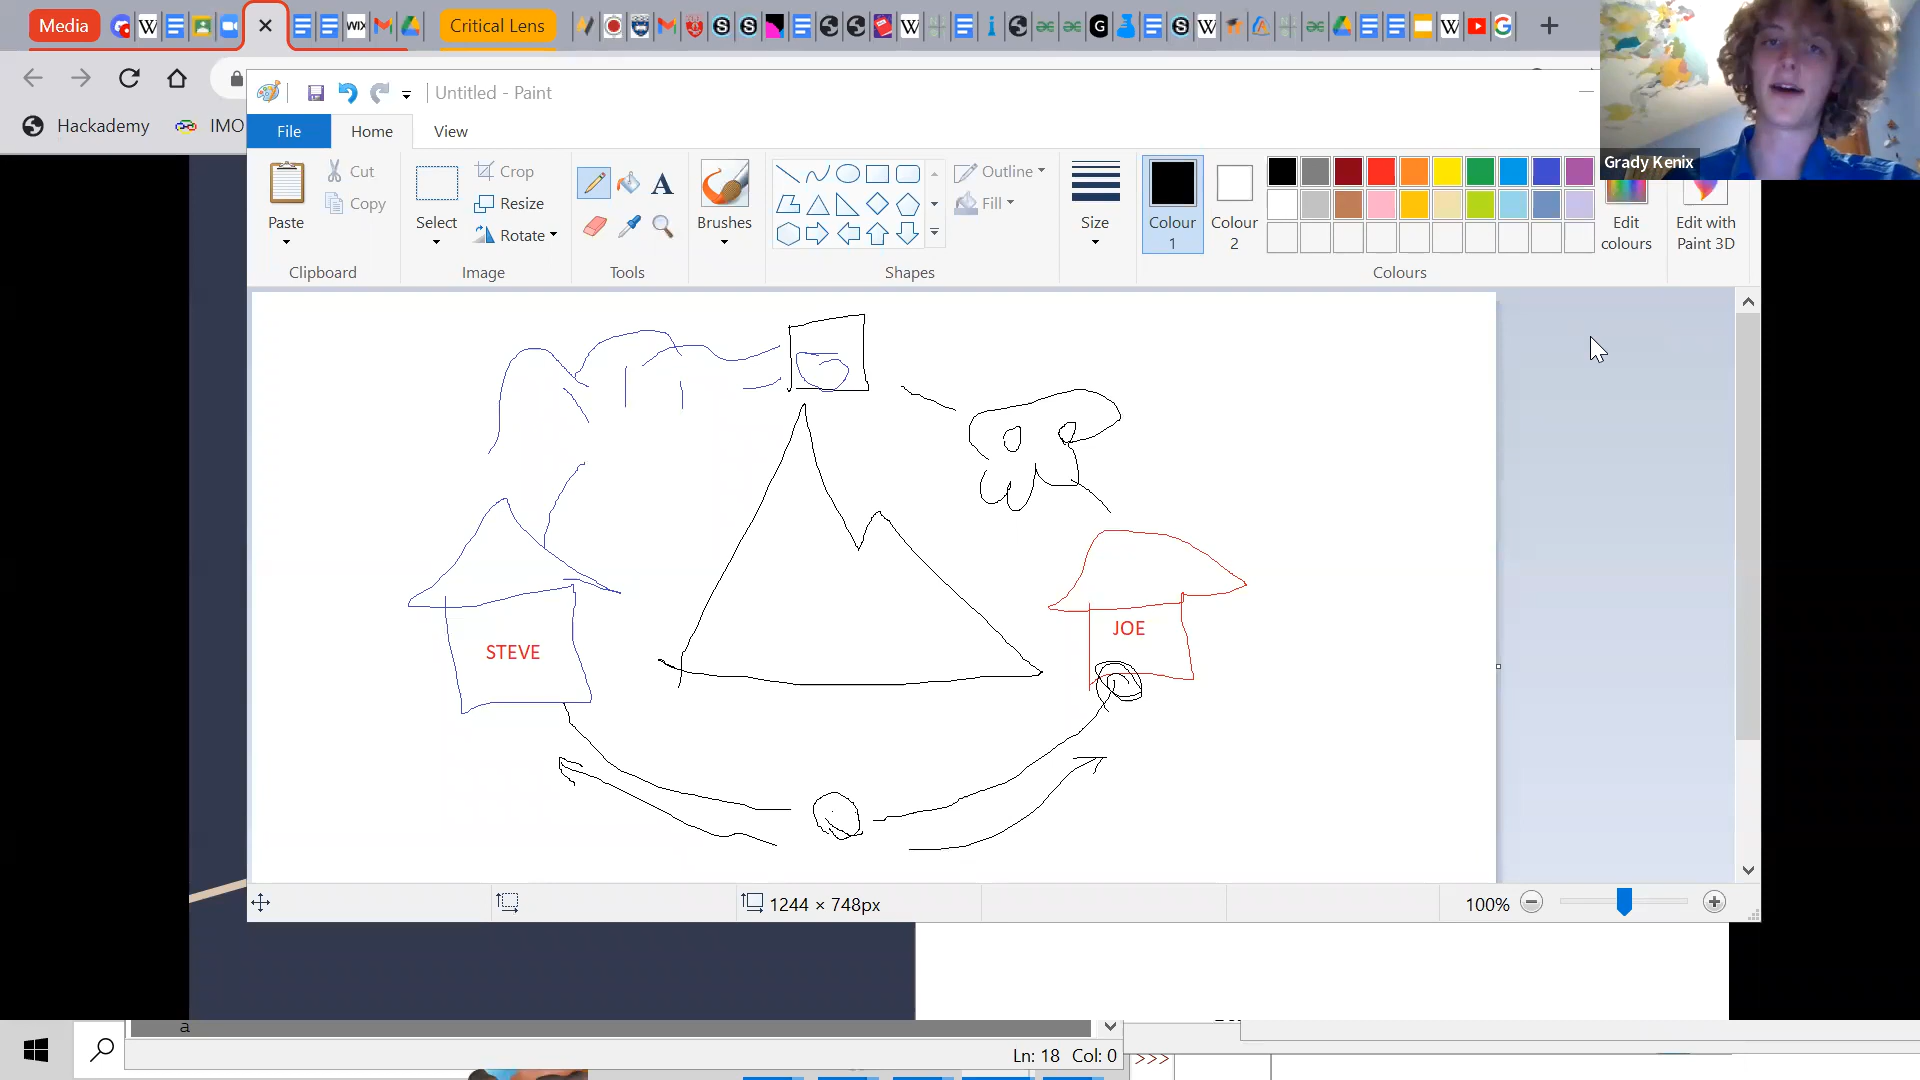 Media
Critical Lens
Hackademy
IMO
Untitled - Paint
File
Home
View
Paste
Cut
Copy
Clipboard
Select
Crop
Resize
Rotate
Image
Tools
Brushes
Shapes
Outline
Fill
Size
Colour
1
Colour
2
Colours
Edit
colours
Edit with
Paint 3D
Grady Kenix
STEVE
JOE
1244 × 748px
100%
a
Ln: 18 Col: 0
>>>